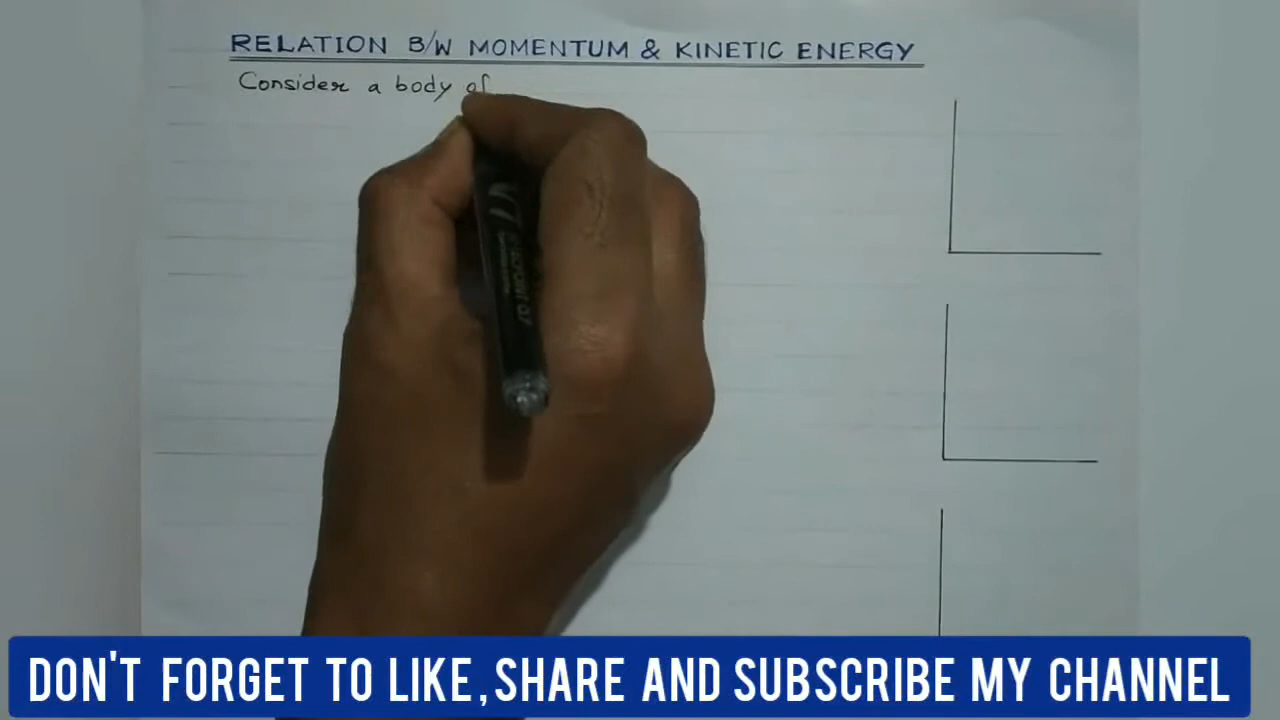 RELATION B/W MOMENTUM & KINETIC ENERGY
Consider a body of
DON'T FORGET TO LIKE, SHARE AND SUBSCRIBE MY CHANNEL